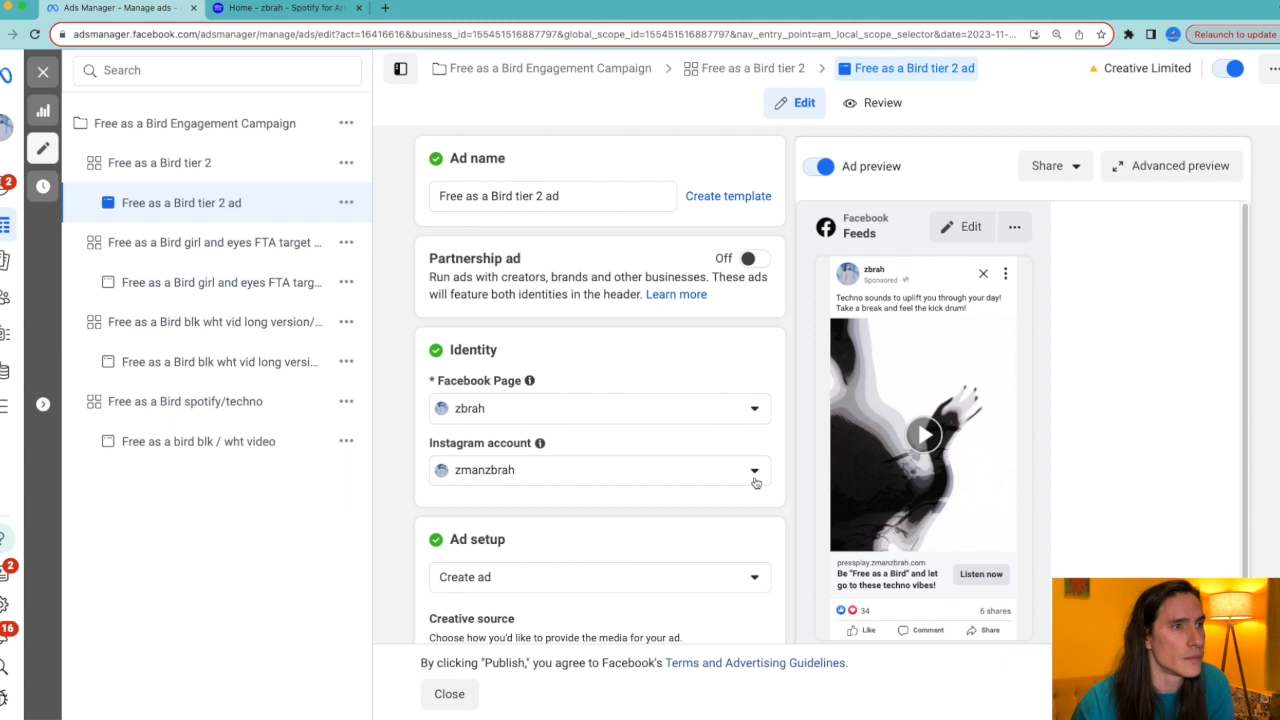 Ads Manager - Manage ads -
Home - zbrah - Spotify for Art
adsmanager.facebook.com/adsmanager/manage/ads/edit?act=16416616&business_id=155451516887797&global_scope_id=155451516887797&nav_entry_point=am_local_scope_selector&date=2023-11-...
Relaunch to update
Search
Free as a Bird Engagement Campaign
Free as a Bird tier 2
Free as a Bird tier 2 ad
Creative Limited
Edit
Review
Free as a Bird Engagement Campaign
Free as a Bird tier 2
Free as a Bird tier 2 ad
Free as a Bird girl and eyes FTA target ...
Free as a Bird girl and eyes FTA targ...
Free as a Bird blk wht vid long version/...
Free as a Bird blk wht vid long versi...
Free as a Bird spotify/techno
Free as a bird blk / wht video
2
2
16
Ad name
Free as a Bird tier 2 ad
Create template
Partnership ad
Off
Run ads with creators, brands and other businesses. These ads
will feature both identities in the header. Learn more
Identity
* Facebook Page
zbrah
Instagram account
zmanzbrah
Ad setup
Create ad
Creative source
Choose how you'd like to provide the media for your ad.
Ad preview
Share
Advanced preview
Facebook
Feeds
Edit
zbrah
Sponsored ·
Techno sounds to uplift you through your day!
Take a break and feel the kick drum!
pressplay.zmanzbrah.com
Be "Free as a Bird" and let
go to these techno vibes!
Listen now
34
6 shares
Like
Comment
Share
By clicking "Publish," you agree to Facebook's Terms and Advertising Guidelines.
Close